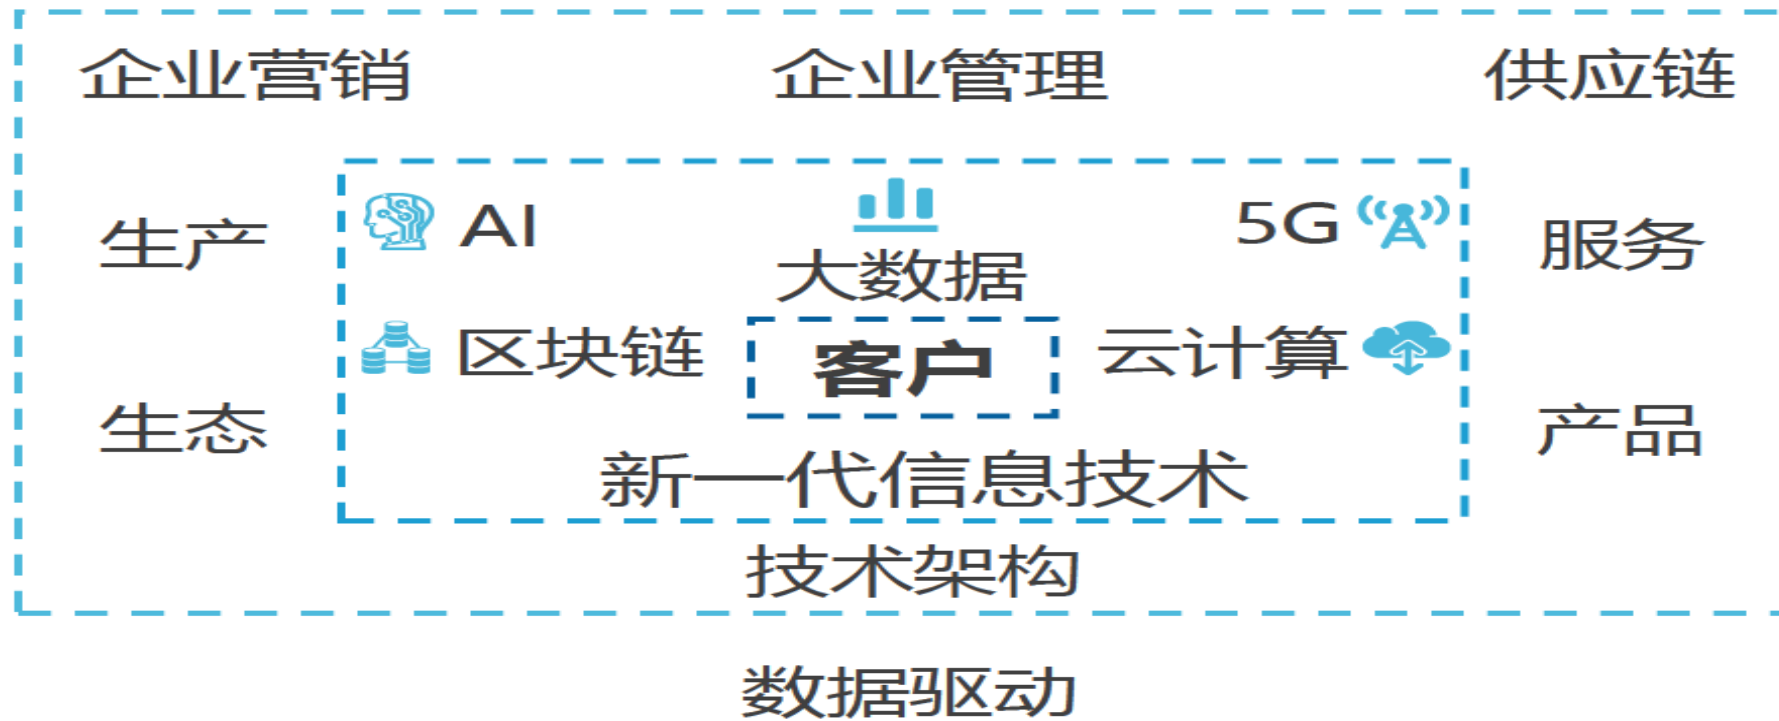 企业营销 企业管理 供应链
生产 AI 大数据 5G 服务
区块链 客户 云计算
生态 新一代信息技术 产品
技术架构
数据驱动